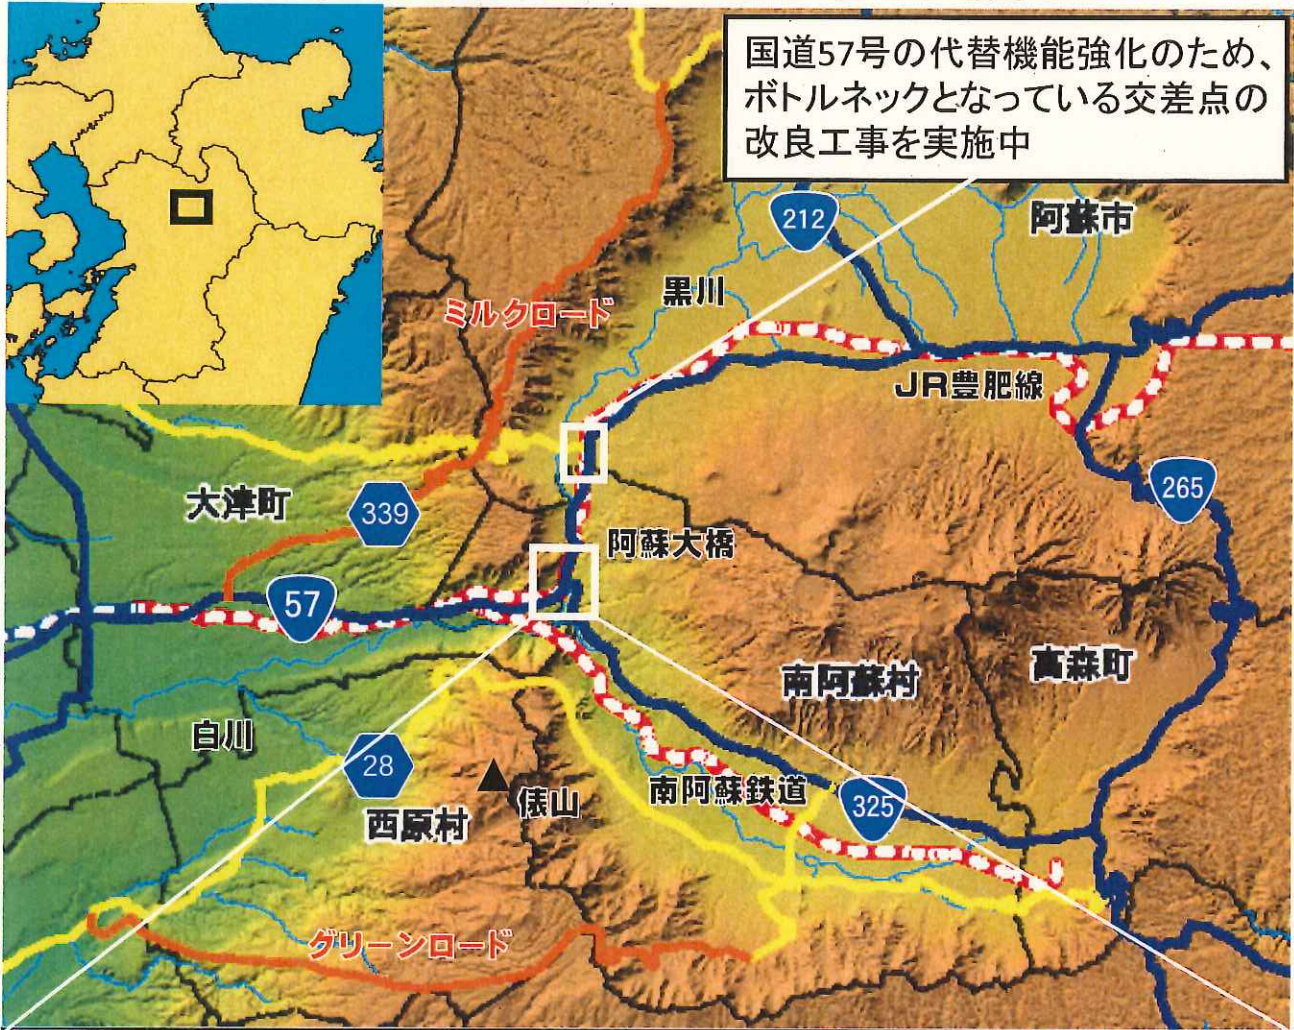 国道57号の代替機能強化のため、
ボトルネックとなっている交差点の
改良工事を実施中
212
阿蘇市
黒川
ミルクロード
JR豊肥線
大津町
339
265
阿蘇大橋
57
南阿蘇村
高森町
白川
28
俵山
南阿蘇鉄道
325
西原村
グリーンロード